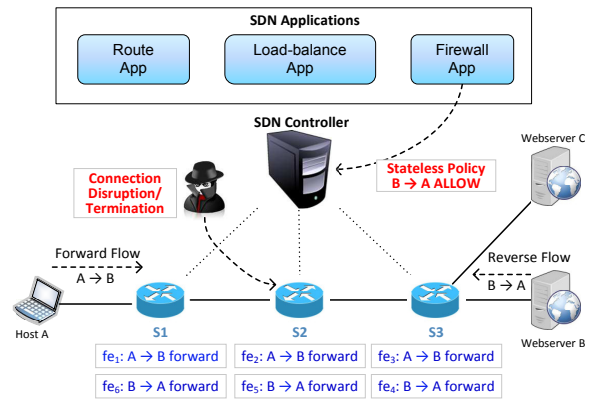 SDN Applications
Route App
Load-balance App
Firewall App
SDN Controller
Webserver C
Connection Disruption/ Termination
Stateless Policy
B → A ALLOW
Forward Flow
A → B
Reverse Flow
B → A
Host A
S1
S2
S3
Webserver B
fe₁: A → B forward
fe₂: A → B forward
fe₃: A → B forward
fe₆: B → A forward
fe₅: B → A forward
fe₄: B → A forward